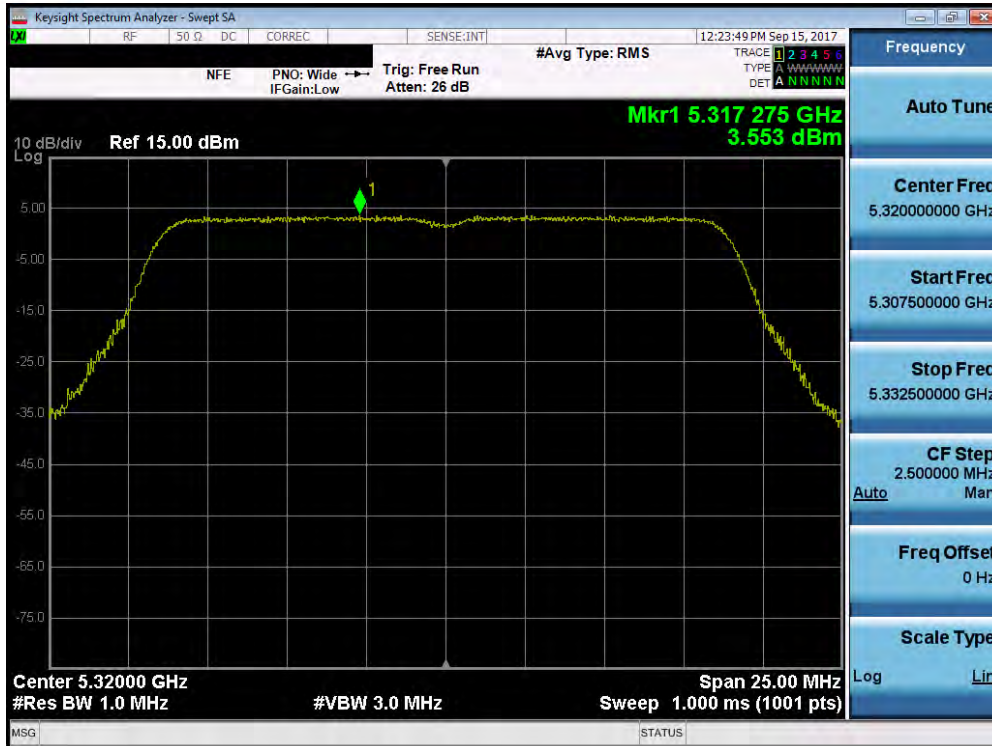 Keysight Spectrum Analyzer - Swept SA
LXI RF 50 Ω DC CORREC SENSE:INT 12:23:49 PM Sep 15, 2017
#Avg Type: RMS TRACE 1 2 3 4 5 6
NFE PNO: Wide Trig: Free Run TYPE A WWWWW
IFGain:Low Atten: 26 dB DET A N N N N N
Mkr1 5.317 275 GHz
3.553 dBm
10 dB/div Ref 15.00 dBm
Log
1
5.00
-5.00
-15.0
-25.0
-35.0
-45.0
-55.0
-65.0
-75.0
Center 5.32000 GHz Span 25.00 MHz
#Res BW 1.0 MHz #VBW 3.0 MHz Sweep 1.000 ms (1001 pts)
MSG STATUS
Frequency
Auto Tune
Center Freq
5.320000000 GHz
Start Freq
5.307500000 GHz
Stop Freq
5.332500000 GHz
CF Step
2.500000 MHz
Auto Man
Freq Offset
0 Hz
Scale Type
Log Lin